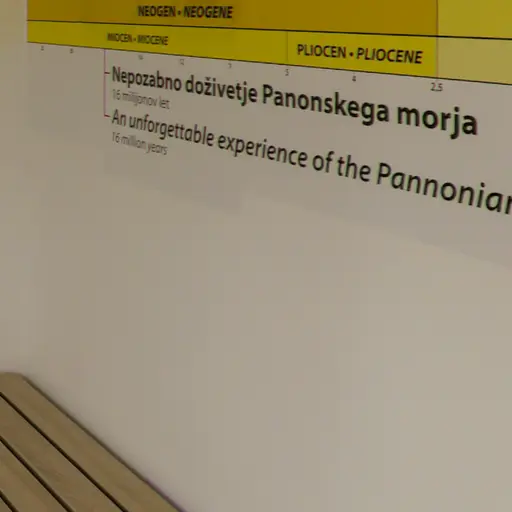 NEOGEN • NEOGENE
MIOCEN • MIOCENE
PLIOCEN • PLIOCENE
5 4 2,5
Nepozabno doživetje Panonskega morja
16 milijonov let
An unforgettable experience of the Pannonian
16 million years